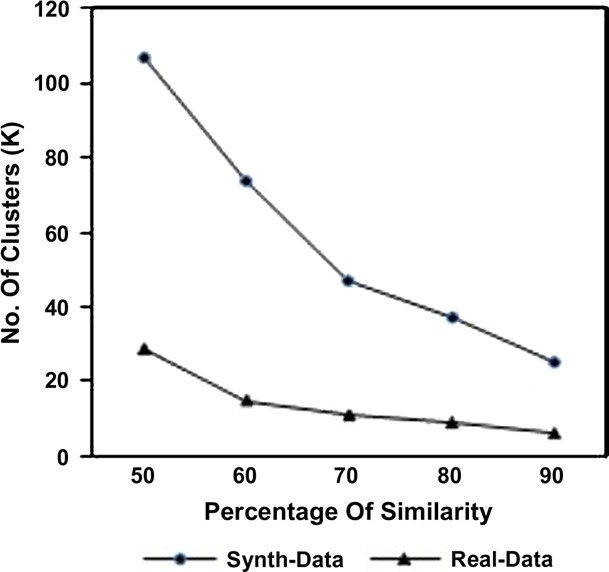 120
100
80
60
40
20
0
No. Of Clusters (K)
50 60 70 80 90
Percentage Of Similarity
Synth-Data Real-Data